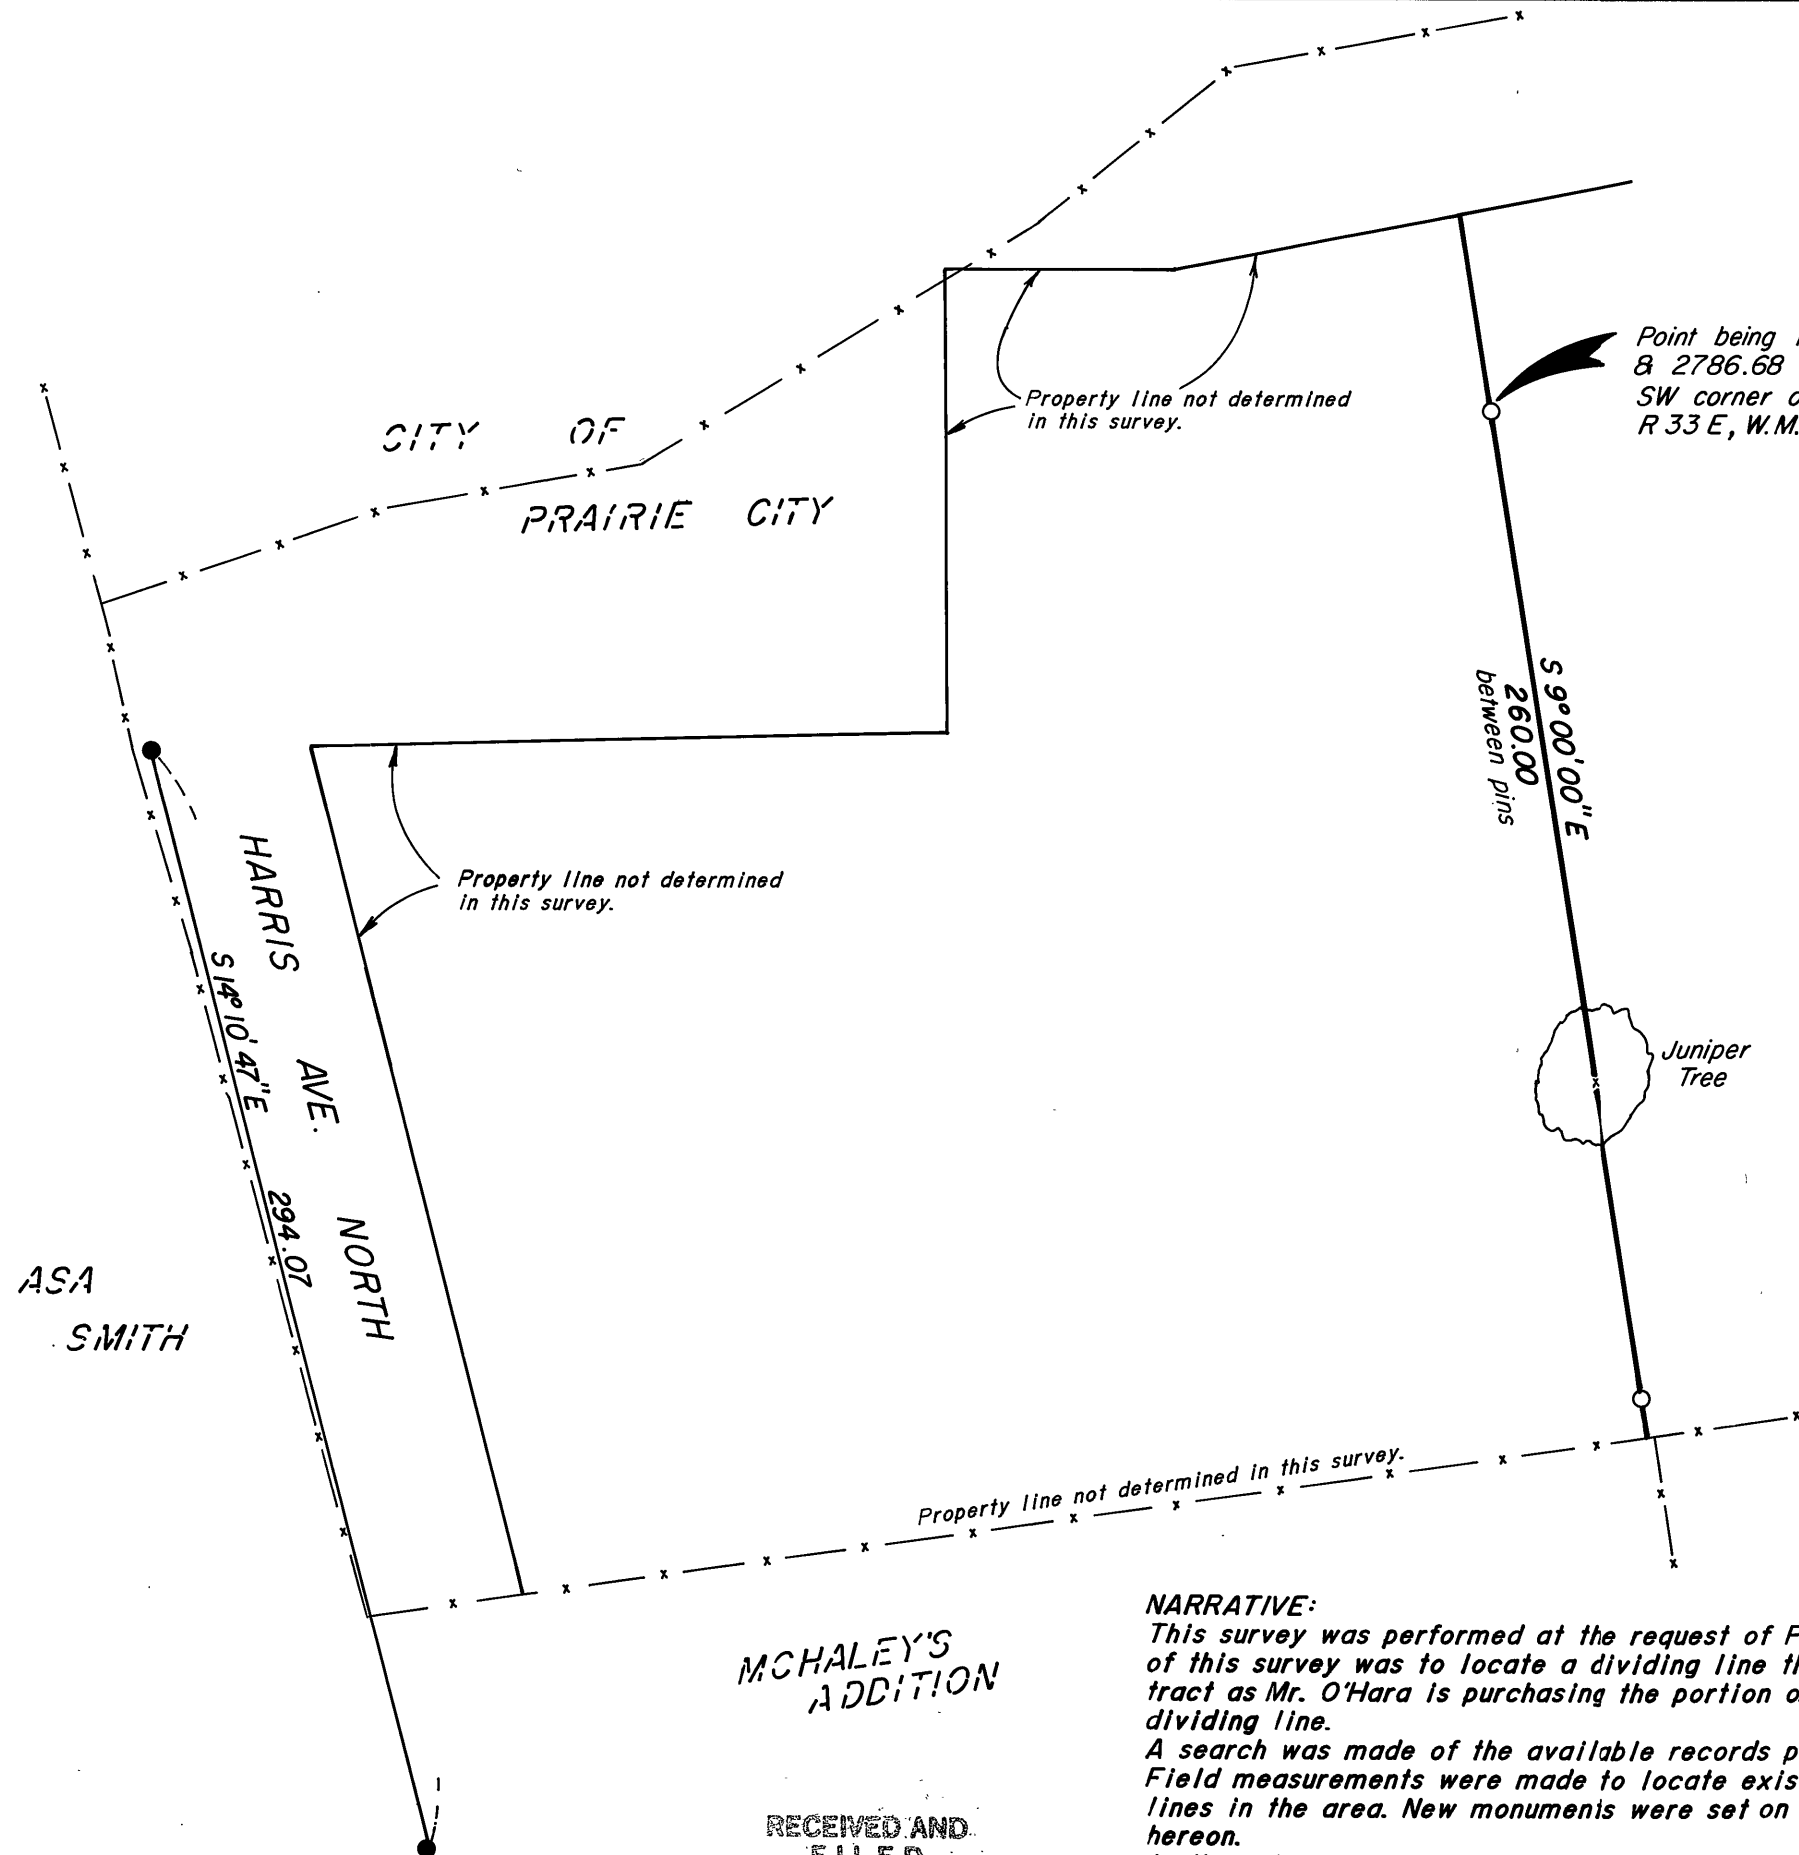 Point being
& 2786.68
SW corner
R 33 E, W.M.
CITY OF
PRAIRIE CITY
Property line not determined
in this survey.
S 9°00'00" E
260.00
between pins
Property line not determined
in this survey.
HARRIS AVE. NORTH
S 14° 10' 47" E 294.07
Juniper
Tree
ASA
SMITH
Property line not determined in this survey.
MCHALEY'S
ADDITION
NARRATIVE:
This survey was performed at the request of
of this survey was to locate a dividing line
tract as Mr. O'Hara is purchasing the portion
dividing line.
A search was made of the available records
Field measurements were made to locate
lines in the area. New monuments were set on
hereon.
RECEIVED AND
FILED